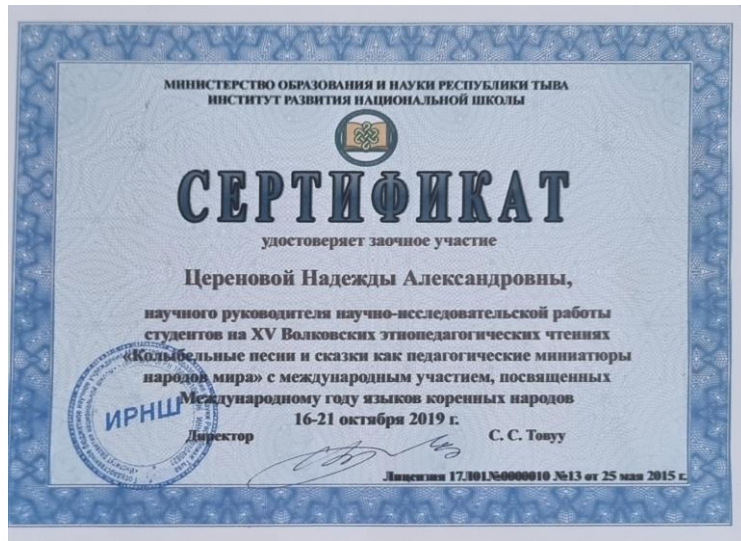 МИНИСТЕРСТВО ОБРАЗОВАНИЯ И НАУКИ РЕСПУБЛИКИ ТЫВА
ИНСТИТУТ РАЗВИТИЯ НАЦИОНАЛЬНОЙ ШКОЛЫ
СЕРТИФИКАТ
удостоверяет заочное участие
Цереновой Надежды Александровны,
научного руководителя научно-исследовательской работы
студентов на XV Волковских этнопедагогических чтениях
«Колыбельные песни и сказки как педагогические миниатюры
народов мира» с международным участием, посвященных
Международному году языков коренных народов
16-21 октября 2019 г.
ИРНШ
Директор С. С. Товуу
Лицензия 17Л01№0000010 №13 от 25 мая 2015 г.